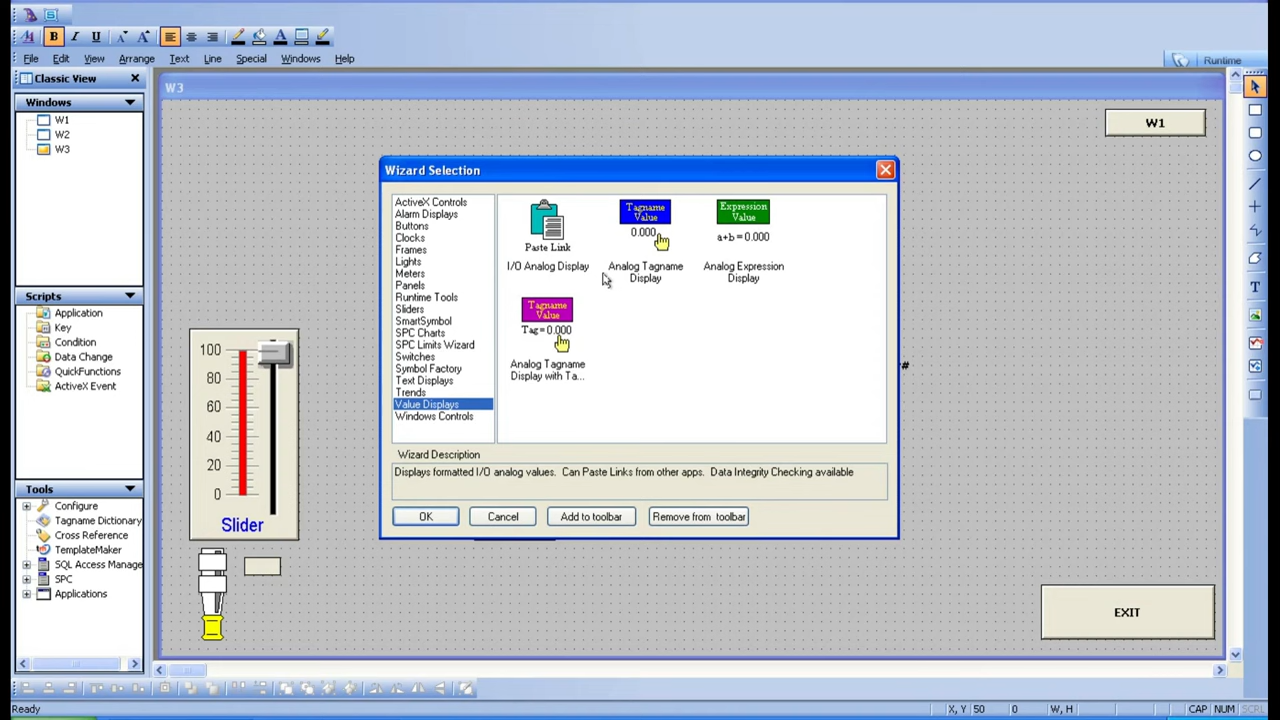 B I U A A A
File Edit View Arrange Text Line Special Windows Help
Runtime
Classic View
Windows
W1
W2
W3
Scripts
Application
Key
Condition
Data Change
QuickFunctions
ActiveX Event
Tools
Configure
Tagname Dictionary
Cross Reference
TemplateMaker
SQL Access Manage
SPC
Applications
W3
W1
100
80
60
40
20
0
Slider
#
EXIT
Wizard Selection
ActiveX Controls
Alarm Displays
Buttons
Clocks
Frames
Lights
Meters
Panels
Runtime Tools
Sliders
SmartSymbol
SPC Charts
SPC Limits Wizard
Switches
Symbol Factory
Text Displays
Trends
Value Displays
Windows Controls
Paste Link
I/O Analog Display
Tagname
Value
0.000
Analog Tagname
Display
Expression
Value
a+b = 0.000
Analog Expression
Display
Tagname
Value
Tag = 0.000
Analog Tagname
Display with Ta...
Wizard Description
Displays formatted I/O analog values. Can Paste Links from other apps. Data Integrity Checking available
OK Cancel Add to toolbar Remove from toolbar
T
Ready X, Y 50 0 W, H CAP NUM SCRL